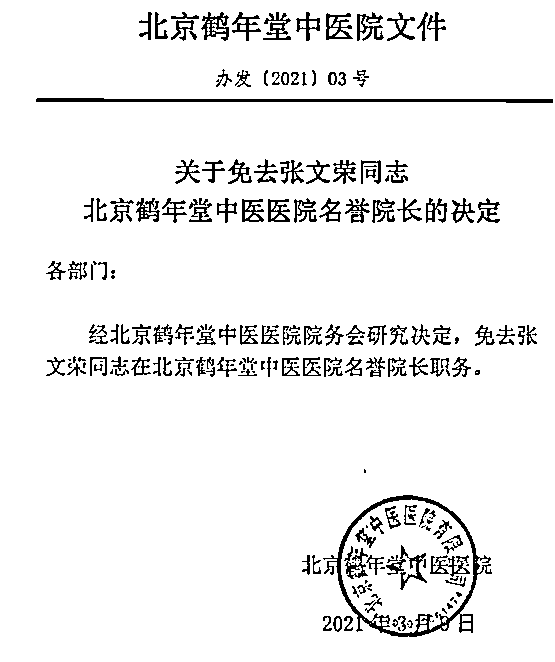 北京鹤年堂中医院文件
办发〔2021〕03号
关于免去张文荣同志
北京鹤年堂中医医院名誉院长的决定
各部门：
经北京鹤年堂中医医院院务会研究决定，免去张
文荣同志在北京鹤年堂中医医院名誉院长职务。
北京鹤年堂中医医院有限公司
北京鹤年堂中医医院
2021年3月9日